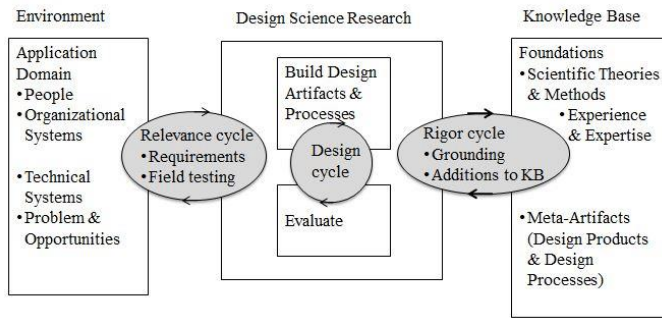 Environment
Design Science Research
Knowledge Base
Application
Domain
•People
•Organizational
Systems
•Technical
Systems
•Problem &
Opportunities
Relevance cycle
•Requirements
•Field testing
Build Design
Artifacts &
Processes
Design
cycle
Evaluate
Rigor cycle
•Grounding
•Additions to KB
Foundations
•Scientific Theories
& Methods
•Experience
& Expertise
•Meta-Artifacts
(Design Products
& Design
Processes)